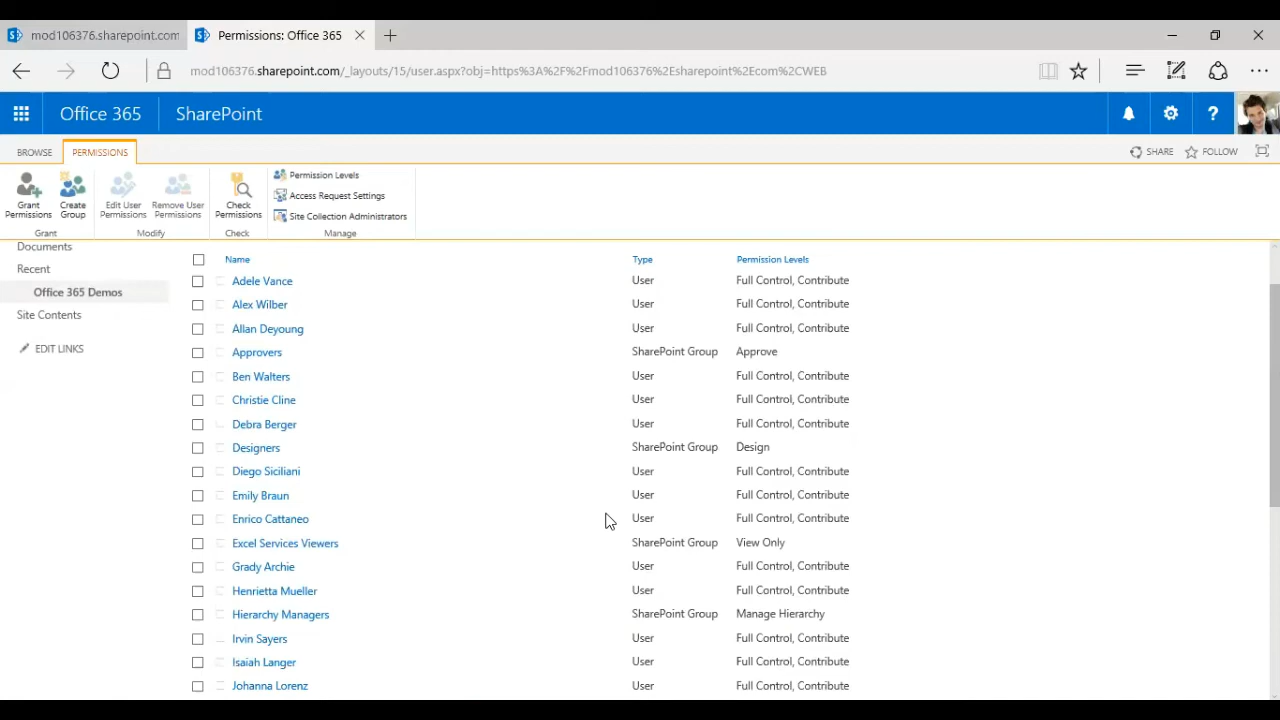 mod106376.sharepoint.com
Permissions: Office 365
mod106376.sharepoint.com/_layouts/15/user.aspx?obj=https%3A%2F%2Fmod106376%2Esharepoint%2Ecom%2CWEB
Office 365
SharePoint
?
BROWSE
PERMISSIONS
SHARE
FOLLOW
Grant Permissions
Create Group
Edit User Permissions
Remove User Permissions
Check Permissions
Permission Levels
Access Request Settings
Site Collection Administrators
Grant
Modify
Check
Manage
Documents
Recent
Office 365 Demos
Site Contents
EDIT LINKS
Name Type Permission Levels
Adele Vance User Full Control, Contribute
Alex Wilber User Full Control, Contribute
Allan Deyoung User Full Control, Contribute
Approvers SharePoint Group Approve
Ben Walters User Full Control, Contribute
Christie Cline User Full Control, Contribute
Debra Berger User Full Control, Contribute
Designers SharePoint Group Design
Diego Siciliani User Full Control, Contribute
Emily Braun User Full Control, Contribute
Enrico Cattaneo User Full Control, Contribute
Excel Services Viewers SharePoint Group View Only
Grady Archie User Full Control, Contribute
Henrietta Mueller User Full Control, Contribute
Hierarchy Managers SharePoint Group Manage Hierarchy
Irvin Sayers User Full Control, Contribute
Isaiah Langer User Full Control, Contribute
Johanna Lorenz User Full Control, Contribute